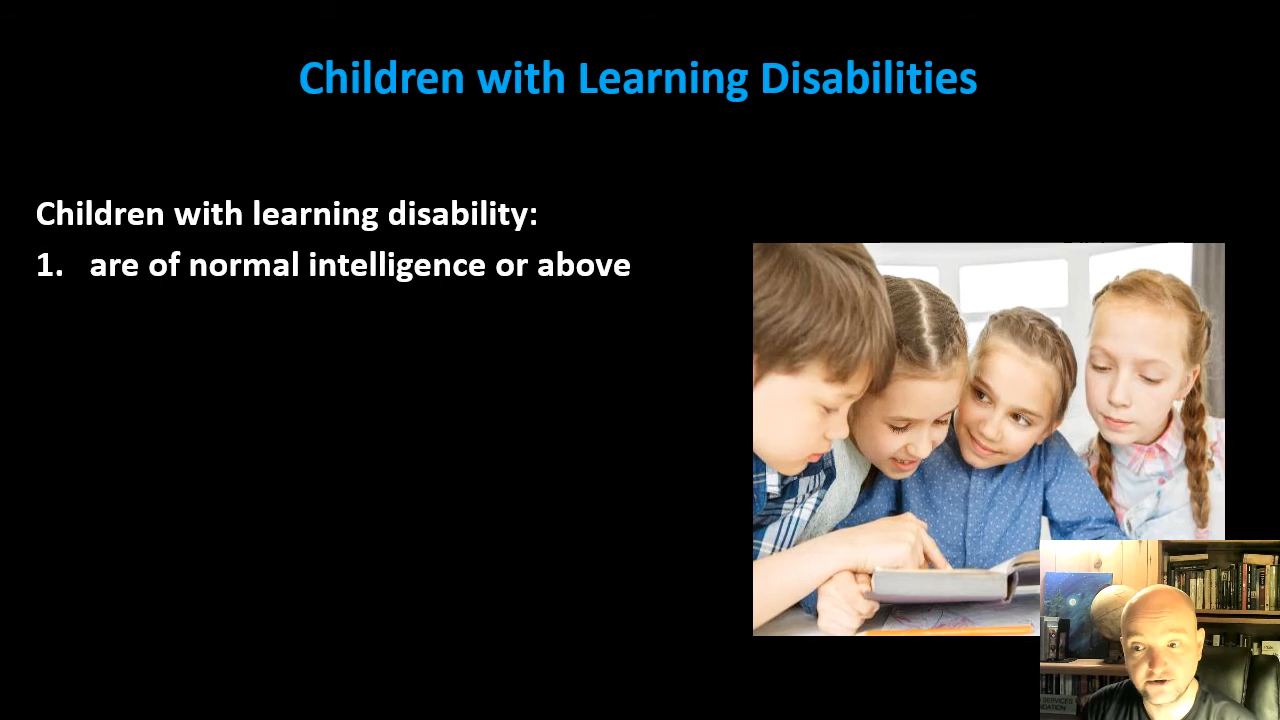 Children with Learning Disabilities
Children with learning disability:
1. are of normal intelligence or above